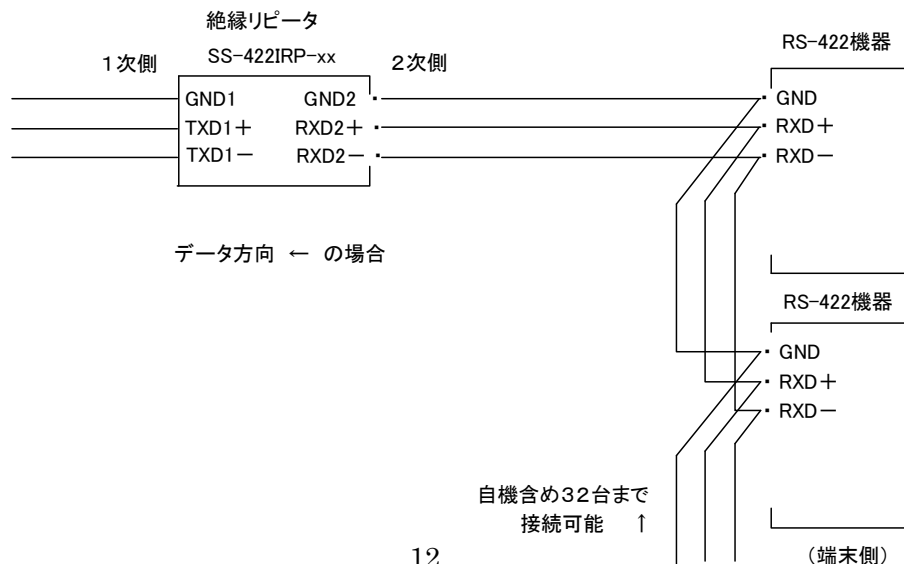 絶縁リピータ
SS-422IRP-xx
1次側
2次側
RS-422機器
GND1 GND2
TXD1+ RXD2+
TXD1- RXD2-
GND
RXD+
RXD-
データ方向 ← の場合
RS-422機器
GND
RXD+
RXD-
自機含め32台まで
接続可能 ↑
12
(端末側)